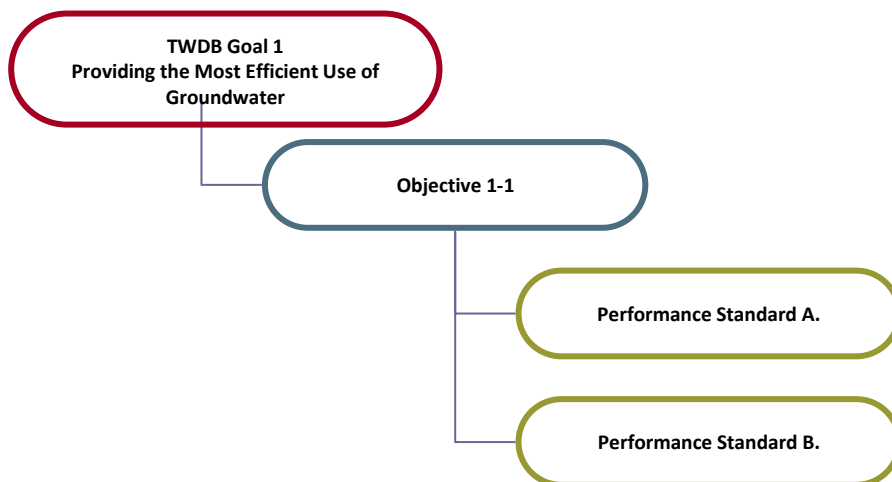 TWDB Goal 1
Providing the Most Efficient Use of
Groundwater
Objective 1-1
Performance Standard A.
Performance Standard B.